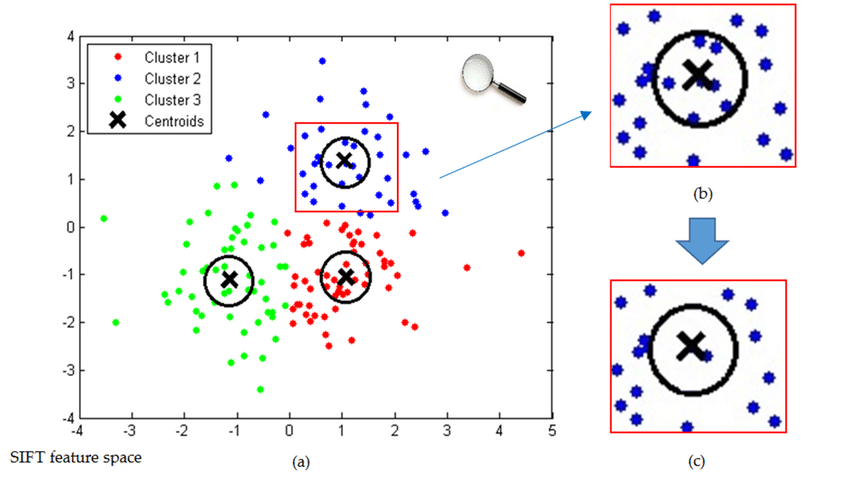 4
3
2
1
0
-1
-2
-3
-4
-4
-3
-2
-1
0
1
2
3
4
5
Cluster 1
Cluster 2
Cluster 3
Centroids
(b)
SIFT feature space
(a)
(c)